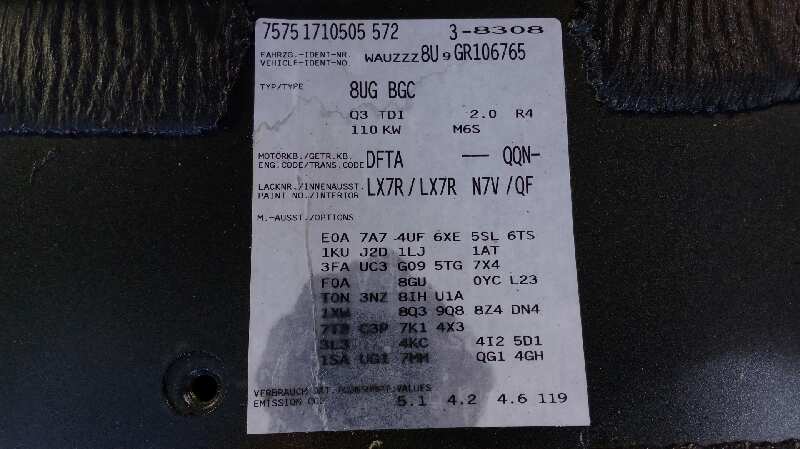 7575 1710505 572 3-8308
FAHRZG.-IDENT-NR.
VEHICLE-IDENT-NO. WAUZZZ8U9GR106765
TYP/TYPE 8UG BGC
Q3 TDI 2.0 R4
110 KW M6S
MOTORKB./GETR.KB.
ENG.CODE/TRANS.CODE DFTA — QQN-
LACKNR./INNENAUSST.
PAINT NO./INTERIOR LX7R/LX7R N7V/QF
M.-AUSST./OPTIONS
E0A 7A7 4UF 6XE 5SL 6TS
1KU J2D 1LJ 1AT
3FA UC3 G09 5TG 7X4
F0A 8GU 0YC L23
T0N 3NZ 8IH U1A
1XW 8Q3 9Q8 8Z4 DN4
C3P 7K1 4X3
3L3 4KC 4I2 5D1
1SA UG1 7MM QG1 4GH
VERBRAUCH VALUES
EMISSION
5.1 4.2 4.6 119